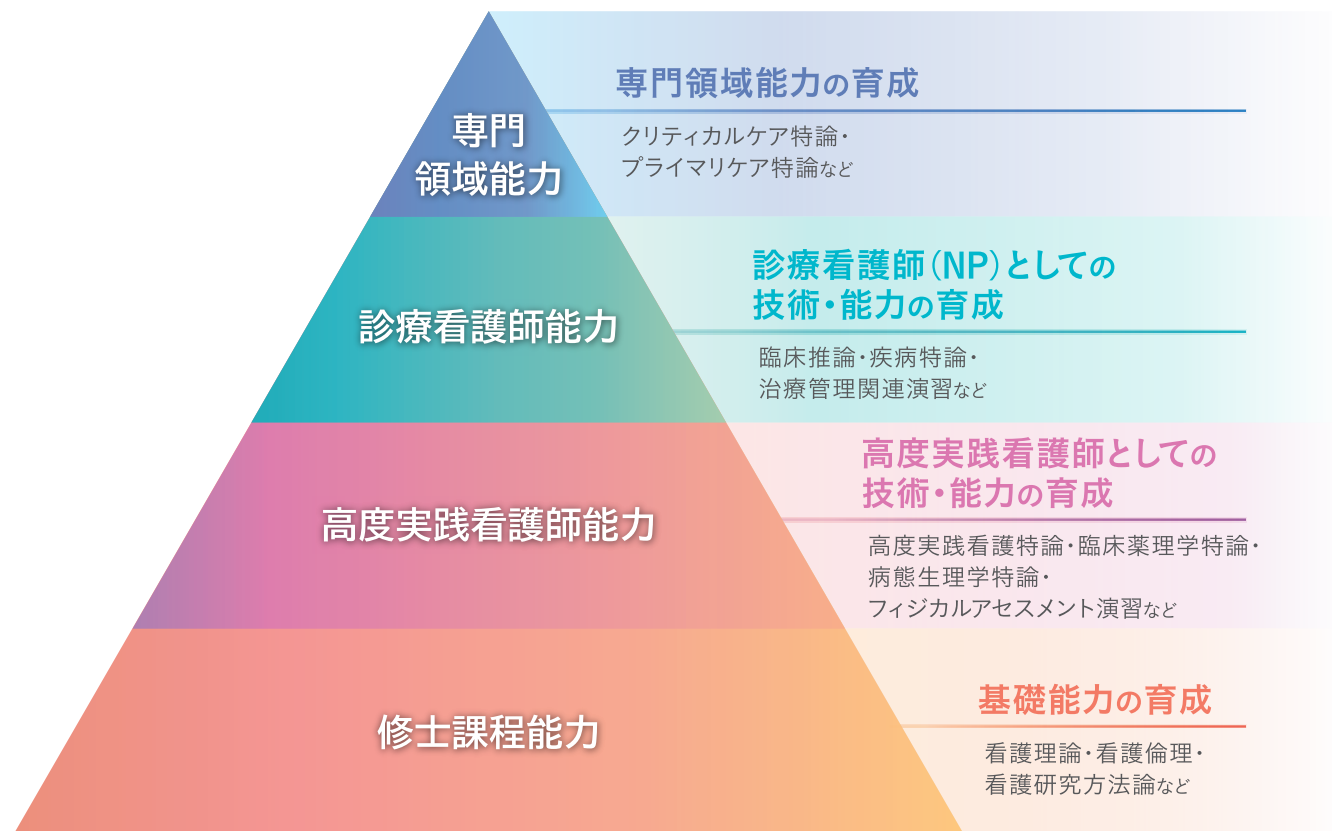 専門
領域能力
専門領域能力の育成
クリティカルケア特論・
プライマリケア特論など
診療看護師能力
診療看護師(NP)としての
技術・能力の育成
臨床推論・疾病特論・
治療管理関連演習など
高度実践看護師能力
高度実践看護師としての
技術・能力の育成
高度実践看護特論・臨床薬理学特論・
病態生理学特論・
フィジカルアセスメント演習など
修士課程能力
基礎能力の育成
看護理論・看護倫理・
看護研究方法論など